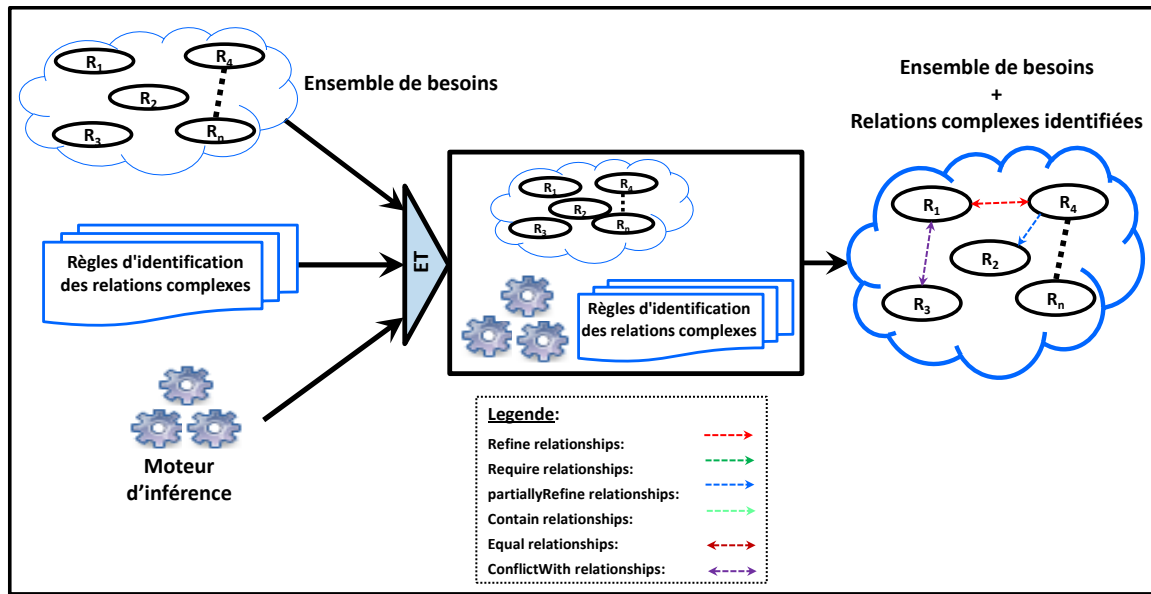 R1
R4
R2
R3
Rn
Ensemble de besoins
Règles d'identification
des relations complexes
Moteur
d'inférence
ET
R1
R4
R2
R3
Rn
Règles d'identification
des relations complexes
Legende:
Refine relationships:
Require relationships:
partiallyRefine relationships:
Contain relationships:
Equal relationships:
ConflictWith relationships:
Ensemble de besoins
+
Relations complexes identifiées
R1
R4
R2
R3
Rn